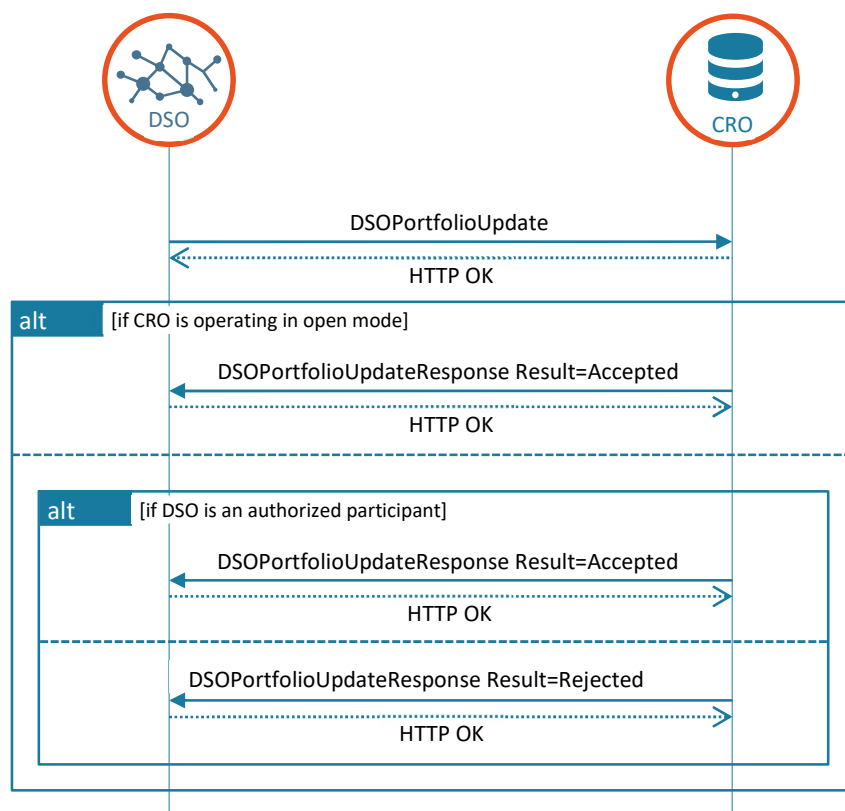 DSO
CRO
DSOPortfolioUpdate
HTTP OK
alt
[if CRO is operating in open mode]
DSOPortfolioUpdateResponse Result=Accepted
HTTP OK
alt
[if DSO is an authorized participant]
DSOPortfolioUpdateResponse Result=Accepted
HTTP OK
DSOPortfolioUpdateResponse Result=Rejected
HTTP OK